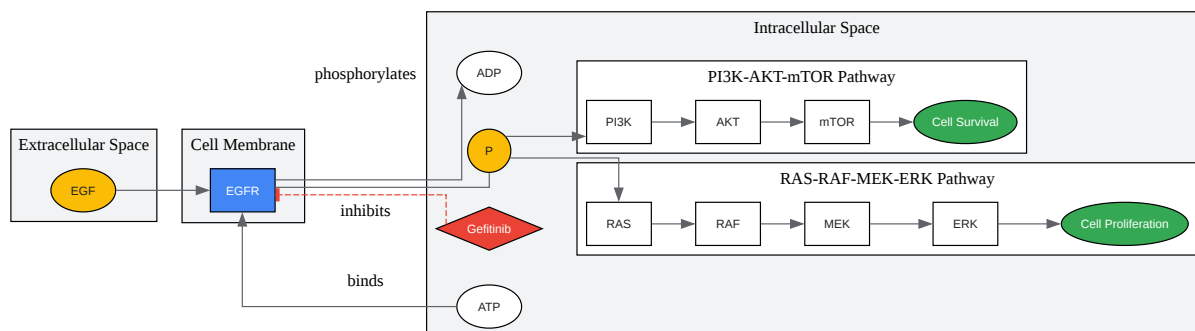 Intracellular Space
phosphorylates
ADP
PI3K-AKT-mTOR Pathway
PI3K
AKT
mTOR
Cell Survival
Extracellular Space
EGF
Cell Membrane
EGFR
P
inhibits
Gefitinib
RAS-RAF-MEK-ERK Pathway
RAS
RAF
MEK
ERK
Cell Proliferation
binds
ATP